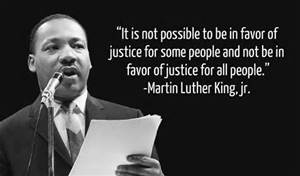 “It is not possible to be in favor of
justice for some people and not be in
favor of justice for all people.”
-Martin Luther King, jr.